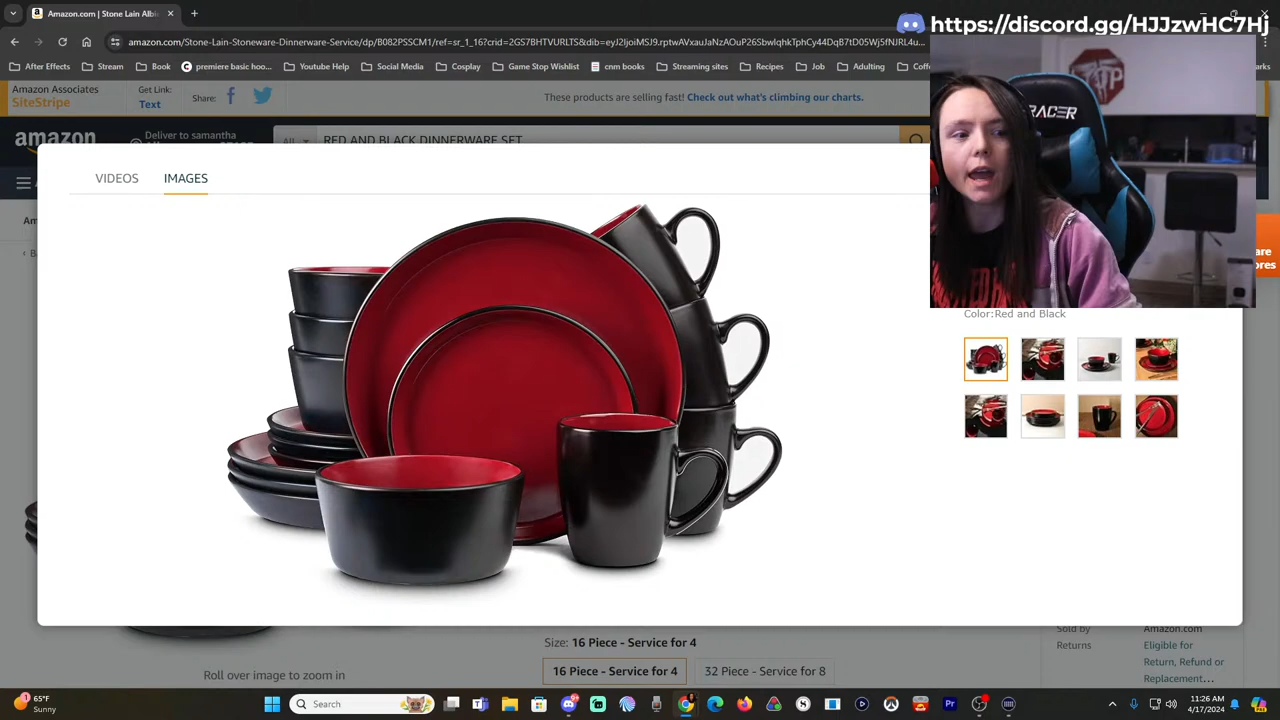 Amazon.com | Stone Lain Albi
https://discord.gg/HJJzwHC7Hj
amazon.com/Stone-Lain-Stoneware-Dinnerware-Service/dp/B082PSSCM1/ref=sr_1_16?crid=2GS7BHTVURLTS&dib=
After Effects
Stream
Book
premiere basic hoo...
Youtube Help
Social Media
Cosplay
Game Stop Wishlist
cnm books
Streaming sites
Recipes
Job
Adulting
Amazon Associates
SiteStripe
Get Link:
Text
Share:
These products are selling fast! Check out what's climbing our charts.
amazon
Deliver to samantha
All
RED AND BLACK DINNERWARE SET
VIDEOS
IMAGES
Color:Red and Black
Size: 16 Piece - Service for 4
16 Piece - Service for 4
32 Piece - Service for 8
Roll over image to zoom in
Sold by
Amazon.com
Returns
Eligible for
Return, Refund or
Replacement...
65°F
Sunny
Search
11:26 AM
4/17/2024